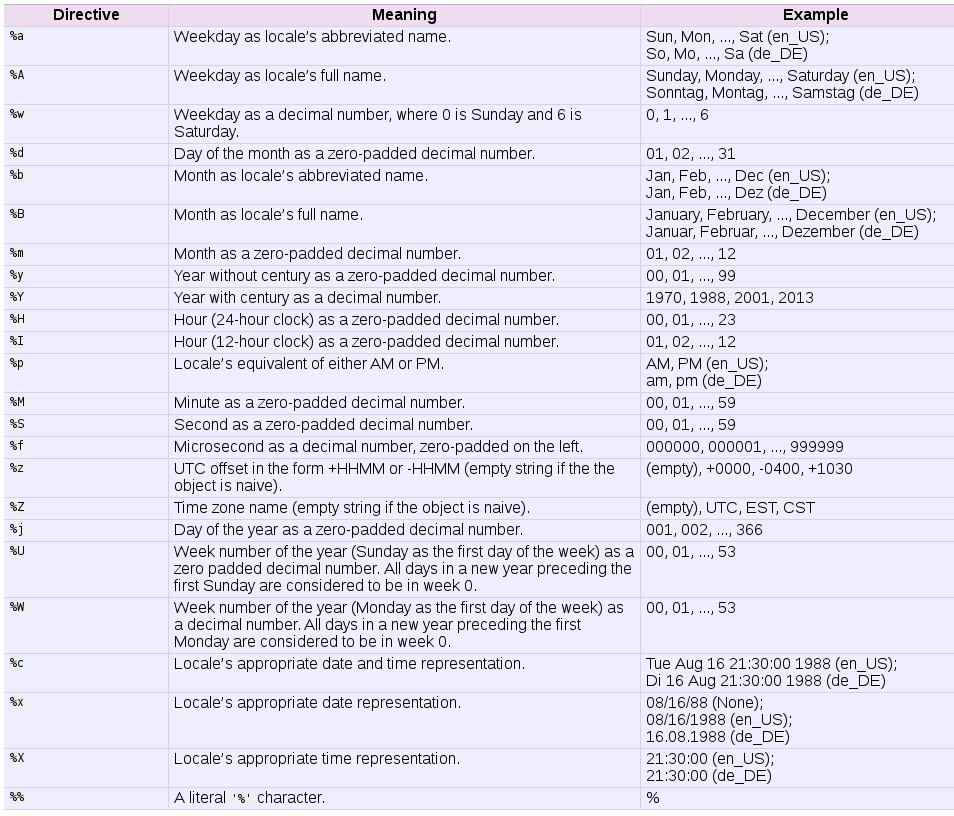 Directive Meaning Example
%a Weekday as locale’s abbreviated name. Sun, Mon, ..., Sat (en_US);
So, Mo, ..., Sa (de_DE)
%A Weekday as locale’s full name. Sunday, Monday, ..., Saturday (en_US);
Sonntag, Montag, ..., Samstag (de_DE)
%w Weekday as a decimal number, where 0 is Sunday and 6 is 0, 1, ..., 6
Saturday.
%d Day of the month as a zero-padded decimal number. 01, 02, ..., 31
%b Month as locale’s abbreviated name. Jan, Feb, ..., Dec (en_US);
Jan, Feb, ..., Dez (de_DE)
%B Month as locale’s full name. January, February, ..., December (en_US);
Januar, Februar, ..., Dezember (de_DE)
%m Month as a zero-padded decimal number. 01, 02, ..., 12
%y Year without century as a zero-padded decimal number. 00, 01, ..., 99
%Y Year with century as a decimal number. 1970, 1988, 2001, 2013
%H Hour (24-hour clock) as a zero-padded decimal number. 00, 01, ..., 23
%I Hour (12-hour clock) as a zero-padded decimal number. 01, 02, ..., 12
%p Locale’s equivalent of either AM or PM. AM, PM (en_US);
am, pm (de_DE)
%M Minute as a zero-padded decimal number. 00, 01, ..., 59
%S Second as a zero-padded decimal number. 00, 01, ..., 59
%f Microsecond as a decimal number, zero-padded on the left. 000000, 000001, ..., 999999
%z UTC offset in the form +HHMM or -HHMM (empty string if the the (empty), +0000, -0400, +1030
object is naive).
%Z Time zone name (empty string if the object is naive). (empty), UTC, EST, CST
%j Day of the year as a zero-padded decimal number. 001, 002, ..., 366
%U Week number of the year (Sunday as the first day of the week) as a 00, 01, ..., 53
zero padded decimal number. All days in a new year preceding the
first Sunday are considered to be in week 0.
%W Week number of the year (Monday as the first day of the week) as 00, 01, ..., 53
a decimal number. All days in a new year preceding the first
Monday are considered to be in week 0.
%c Locale’s appropriate date and time representation. Tue Aug 16 21:30:00 1988 (en_US);
Di 16 Aug 21:30:00 1988 (de_DE)
%x Locale’s appropriate date representation. 08/16/88 (None);
08/16/1988 (en_US);
16.08.1988 (de_DE)
%X Locale’s appropriate time representation. 21:30:00 (en_US);
21:30:00 (de_DE)
%% A literal '%' character. %